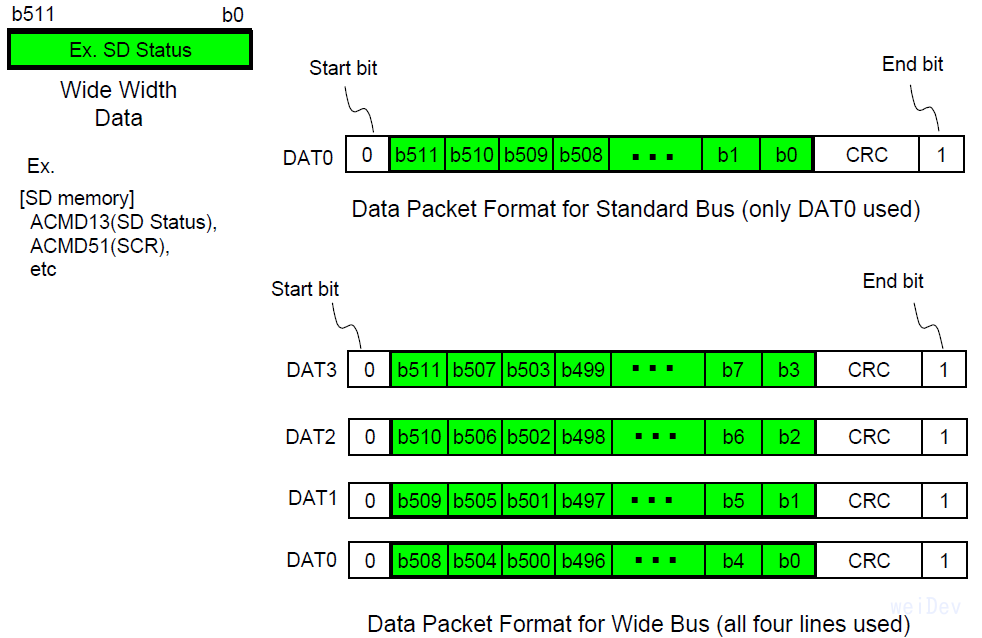 b511 b0
Ex. SD Status
Wide Width
Data
Ex.
[SD memory]
ACMD13(SD Status),
ACMD51(SCR),
etc
Start bit End bit
DAT0 0 b511 b510 b509 b508 ▪ ▪ ▪ b1 b0 CRC 1
Data Packet Format for Standard Bus (only DAT0 used)
Start bit End bit
DAT3 0 b511 b507 b503 b499 ▪ ▪ ▪ b7 b3 CRC 1
DAT2 0 b510 b506 b502 b498 ▪ ▪ ▪ b6 b2 CRC 1
DAT1 0 b509 b505 b501 b497 ▪ ▪ ▪ b5 b1 CRC 1
DAT0 0 b508 b504 b500 b496 ▪ ▪ ▪ b4 b0 CRC 1
weiDev
Data Packet Format for Wide Bus (all four lines used)